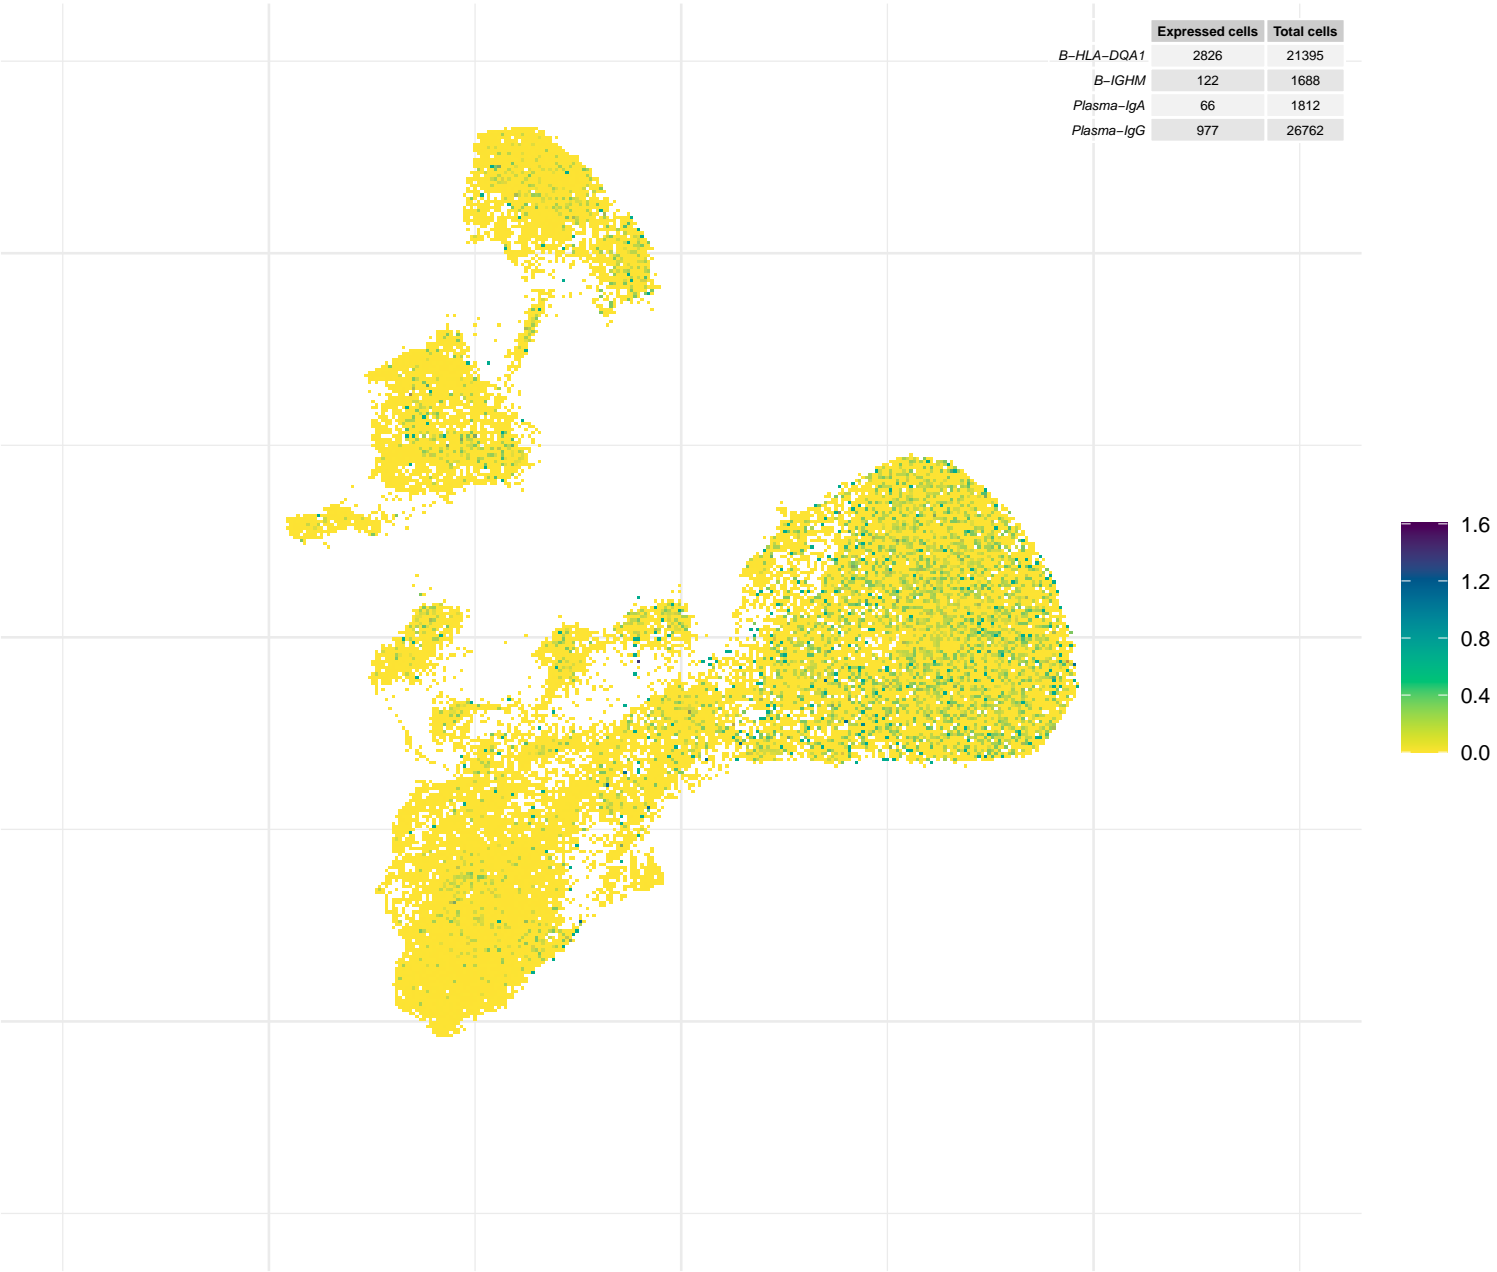 Expressed cells Total cells
B−HLA−DQA1 2826 21395
B−IGHM 122 1688
Plasma−IgA 66 1812
Plasma−IgG 977 26762
1.6
1.2
0.8
0.4
0.0